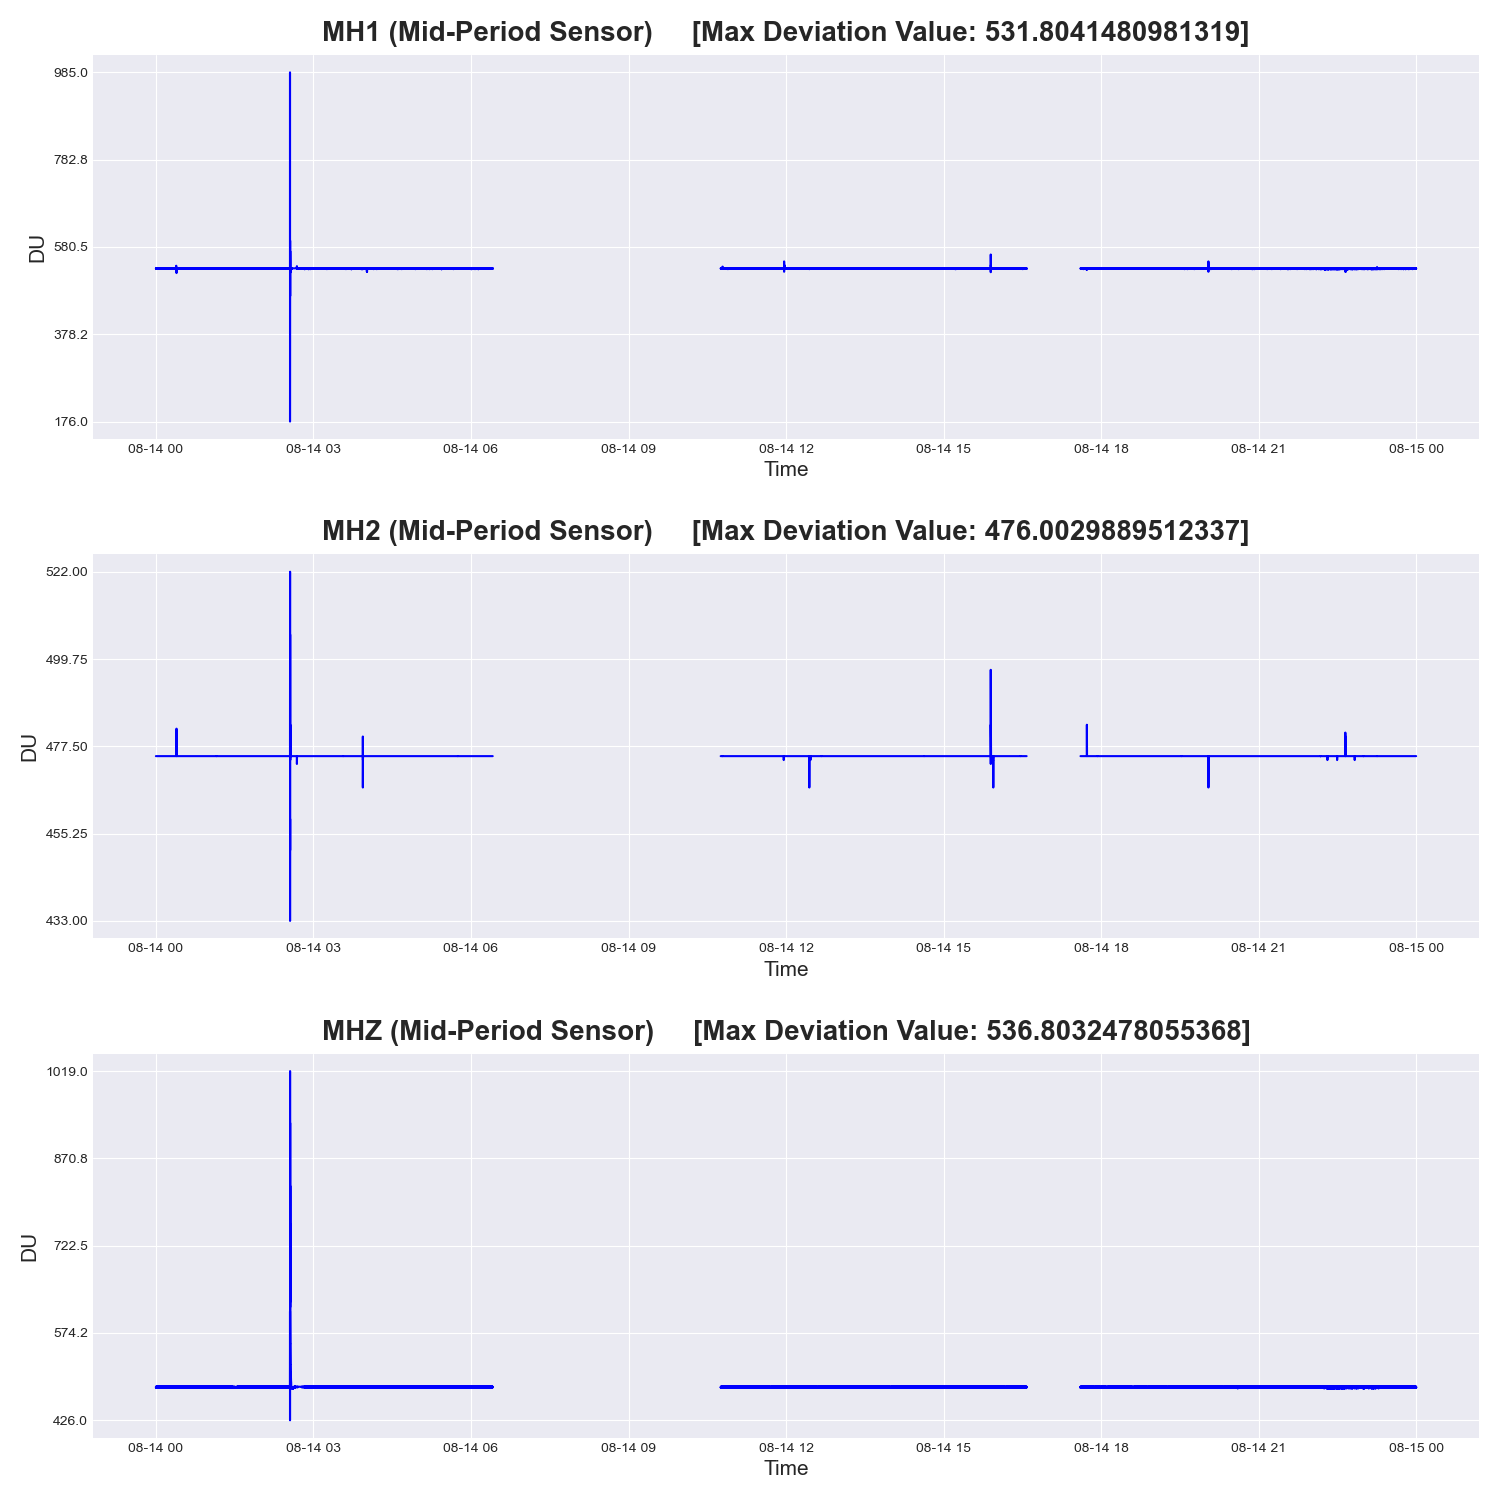 MH1 (Mid-Period Sensor) [Max Deviation Value: 531.8041480981319]
985.0
782.8
580.5
378.2
176.0
DU
08-14 00 08-14 03 08-14 06 08-14 09 08-14 12 08-14 15 08-14 18 08-14 21 08-15 00
Time
MH2 (Mid-Period Sensor) [Max Deviation Value: 476.0029889512337]
522.00
499.75
477.50
455.25
433.00
DU
08-14 00 08-14 03 08-14 06 08-14 09 08-14 12 08-14 15 08-14 18 08-14 21 08-15 00
Time
MHZ (Mid-Period Sensor) [Max Deviation Value: 536.8032478055368]
1019.0
870.8
722.5
574.2
426.0
DU
08-14 00 08-14 03 08-14 06 08-14 09 08-14 12 08-14 15 08-14 18 08-14 21 08-15 00
Time